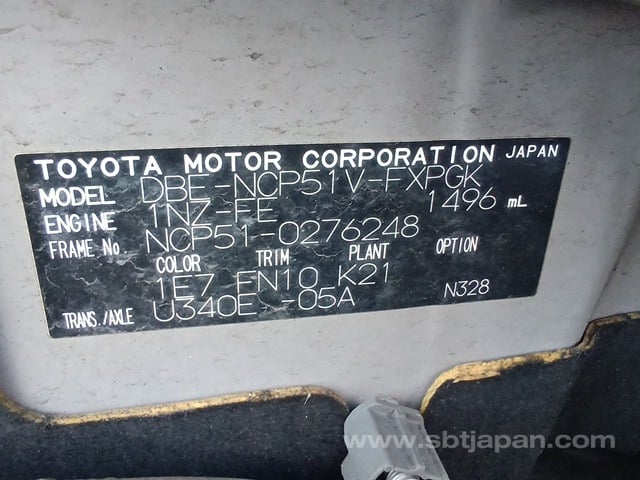 TOYOTA MOTOR CORPORATION JAPAN
MODEL DBE-NCP51V-FXPGK
ENGINE 1NZ-FE 1496 mL
FRAME No NCP51-0276248
COLOR TRIM PLANT OPTION
1E7 FN10 K21
TRANS./AXLE U340E -05A N328
www.sbtjapan.com